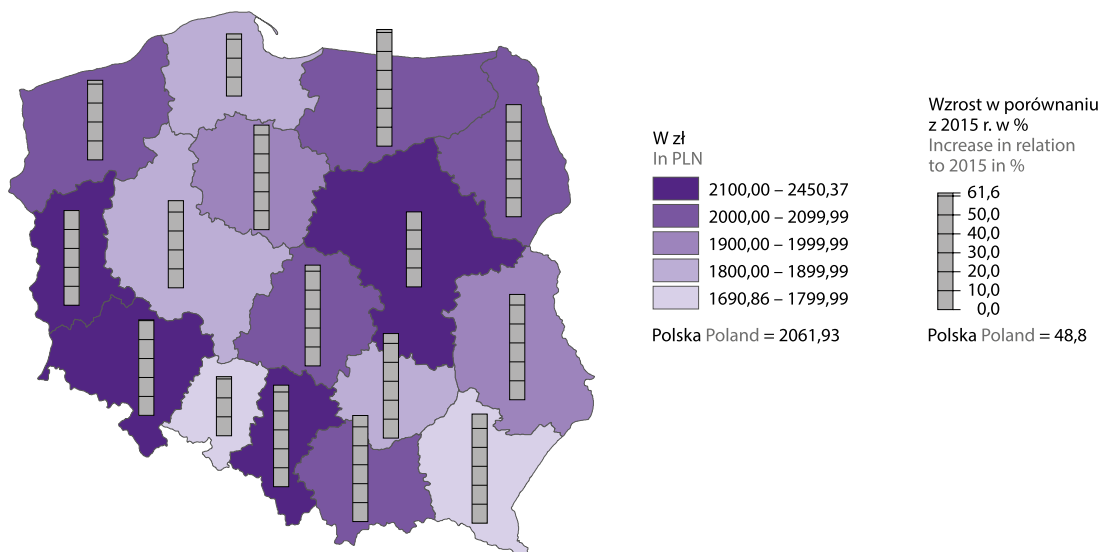 W zł
In PLN
2100,00 – 2450,37
2000,00 – 2099,99
1900,00 – 1999,99
1800,00 – 1899,99
1690,86 – 1799,99
Polska Poland = 2061,93
Wzrost w porównaniu
z 2015 r. w %
Increase in relation
to 2015 in %
61,6
50,0
40,0
30,0
20,0
10,0
0,0
Polska Poland = 48,8